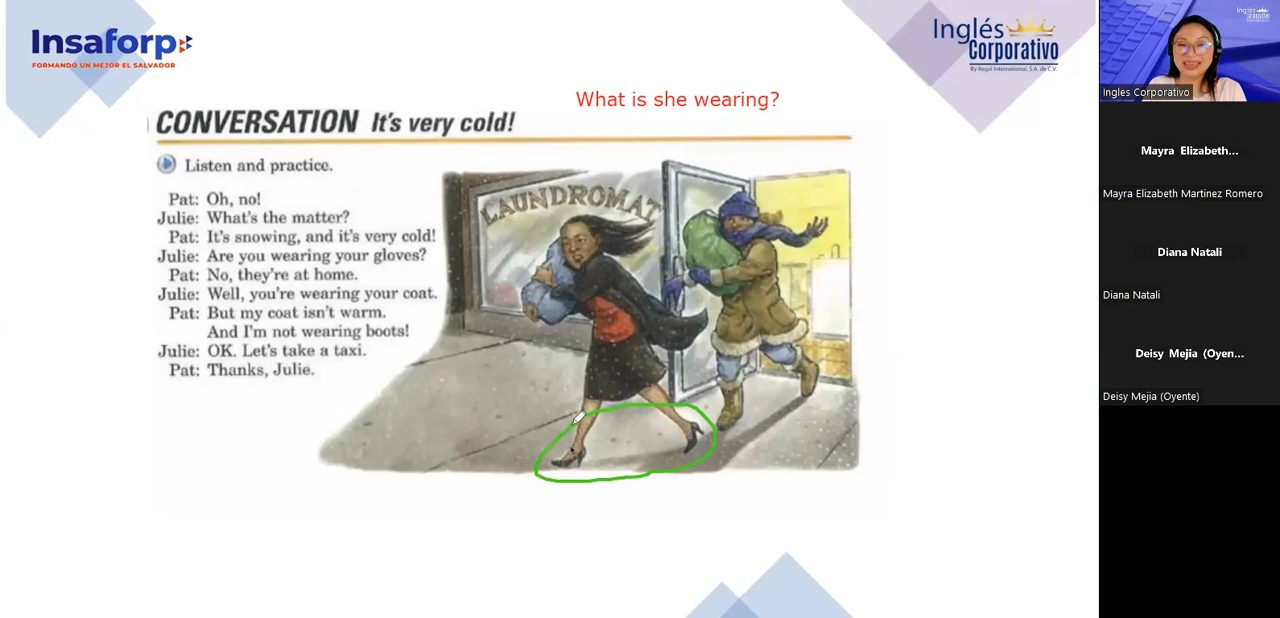 Insaforp
FORMANDO UN MEJOR EL SALVADOR
Inglés
Corporativo
By Regal International, S.A. de C.V.
What is she wearing?
CONVERSATION It's very cold!
Listen and practice.
Pat: Oh, no!
Julie: What's the matter?
Pat: It's snowing, and it's very cold!
Julie: Are you wearing your gloves?
Pat: No, they're at home.
Julie: Well, you're wearing your coat.
Pat: But my coat isn't warm.
And I'm not wearing boots!
Julie: OK. Let's take a taxi.
Pat: Thanks, Julie.
LAUNDROMAT
Ingles Corporativo
Mayra Elizabeth...
Mayra Elizabeth Martinez Romero
Diana Natali
Diana Natali
Deisy Mejia (Oyen...
Deisy Mejia (Oyente)